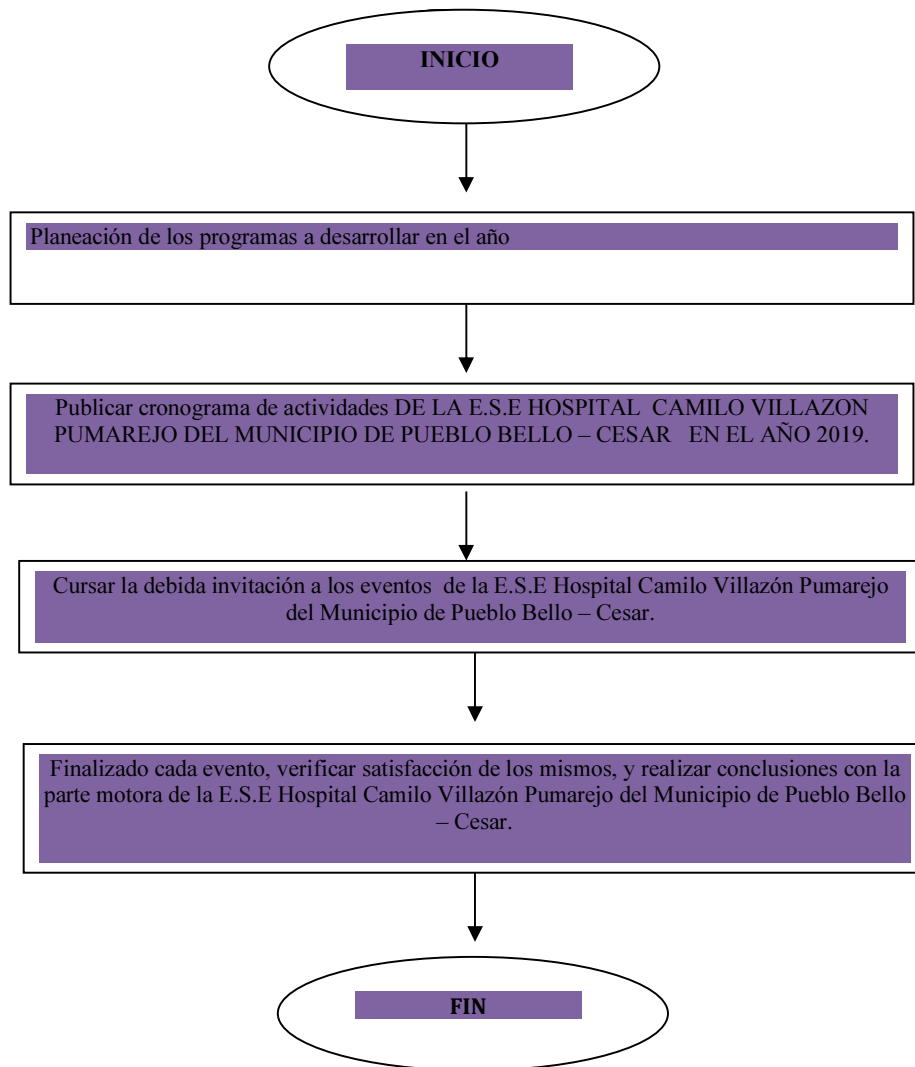 INICIO
Planeación de los programas a desarrollar en el año
Publicar cronograma de actividades DE LA E.S.E HOSPITAL CAMILO VILLAZON
PUMAREJO DEL MUNICIPIO DE PUEBLO BELLO – CESAR EN EL AÑO 2019.
Cursar la debida invitación a los eventos de la E.S.E Hospital Camilo Villazón Pumarejo
del Municipio de Pueblo Bello – Cesar.
Finalizado cada evento, verificar satisfacción de los mismos, y realizar conclusiones con la
parte motora de la E.S.E Hospital Camilo Villazón Pumarejo del Municipio de Pueblo Bello
– Cesar.
FIN